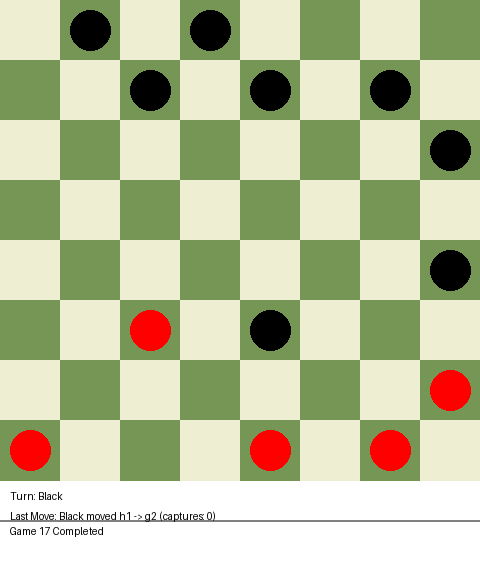 Turn: Black
Last Move: Black moved h1 -> g2 (captures: 0)
Game 17 Completed